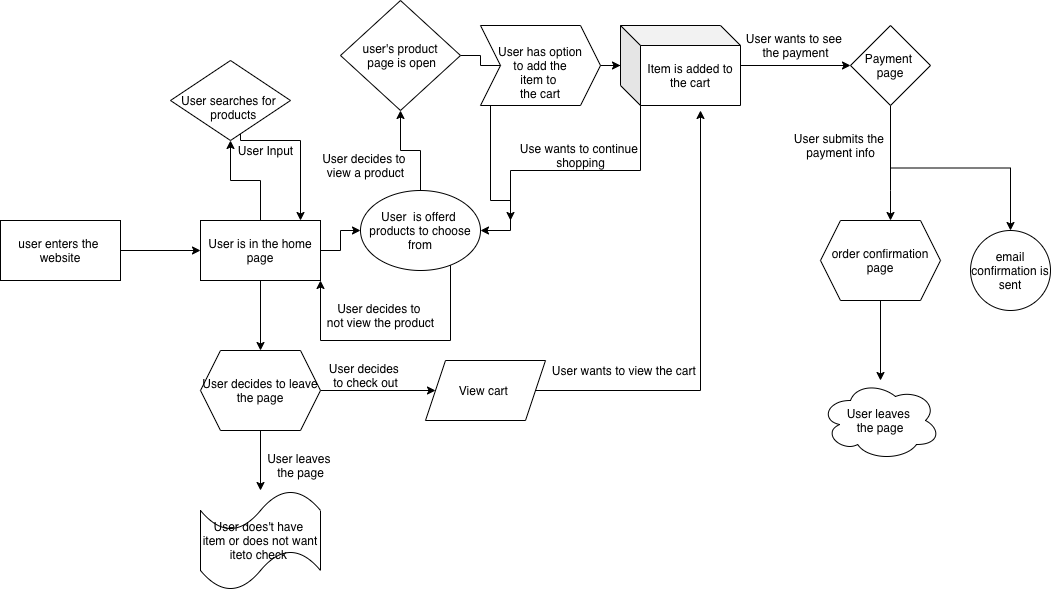 user's product
page is open
User has option
to add the
item to
the cart
Item is added to
the cart
User wants to see
the payment
Payment
page
User searches for
products
User Input
User decides to
view a product
Use wants to continue
shopping
User submits the
payment info
user enters the
website
User is in the home
page
User  is offerd
products to choose
from
order confirmation
page
email
confirmation is
sent
User decides to
not view the product
User decides to leave
the page
User decides
to check out
View cart
User wants to view the cart
User leaves
the page
User leaves
the page
User does't have
item or does not want
iteto check